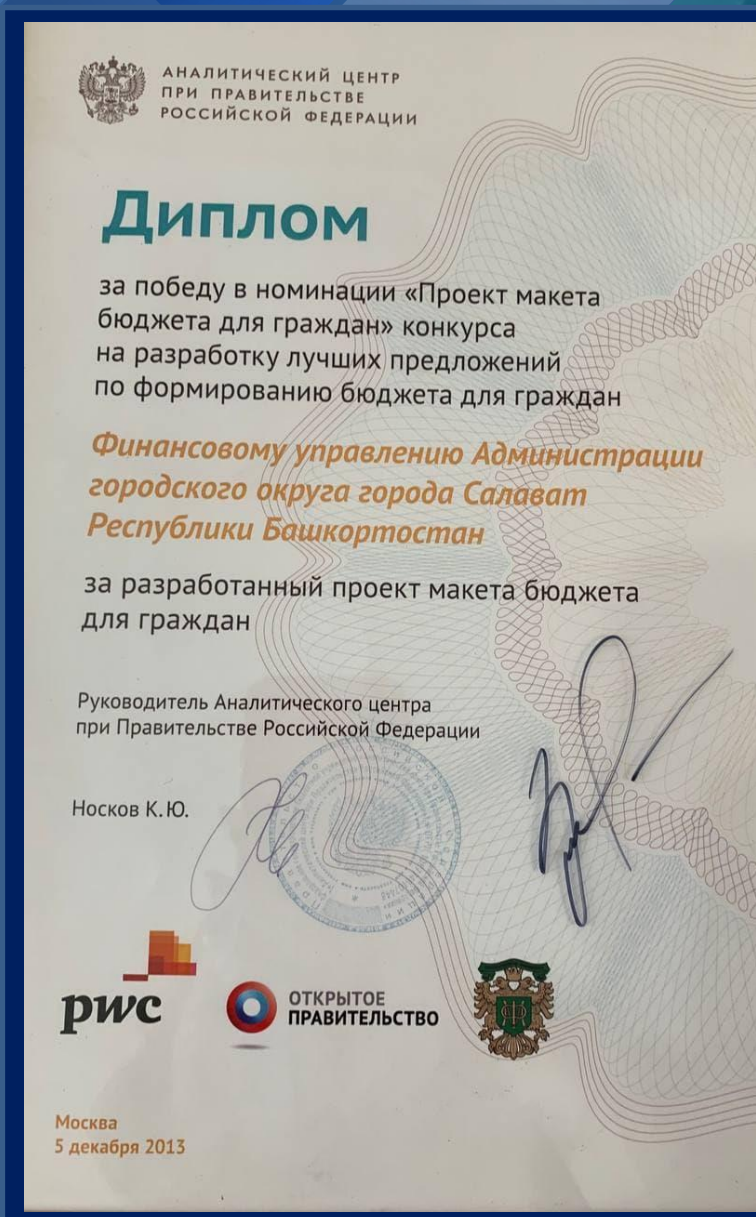 АНАЛИТИЧЕСКИЙ ЦЕНТР
ПРИ ПРАВИТЕЛЬСТВЕ
РОССИЙСКОЙ ФЕДЕРАЦИИ
Диплом
за победу в номинации «Проект макета
бюджета для граждан» конкурса
на разработку лучших предложений
по формированию бюджета для граждан
Финансовому управлению Администрации
городского округа города Салават
Республики Башкортостан
за разработанный проект макета бюджета
для граждан
Руководитель Аналитического центра
при Правительстве Российской Федерации
Носков К.Ю.
pwc
ОТКРЫТОЕ
ПРАВИТЕЛЬСТВО
Москва
5 декабря 2013